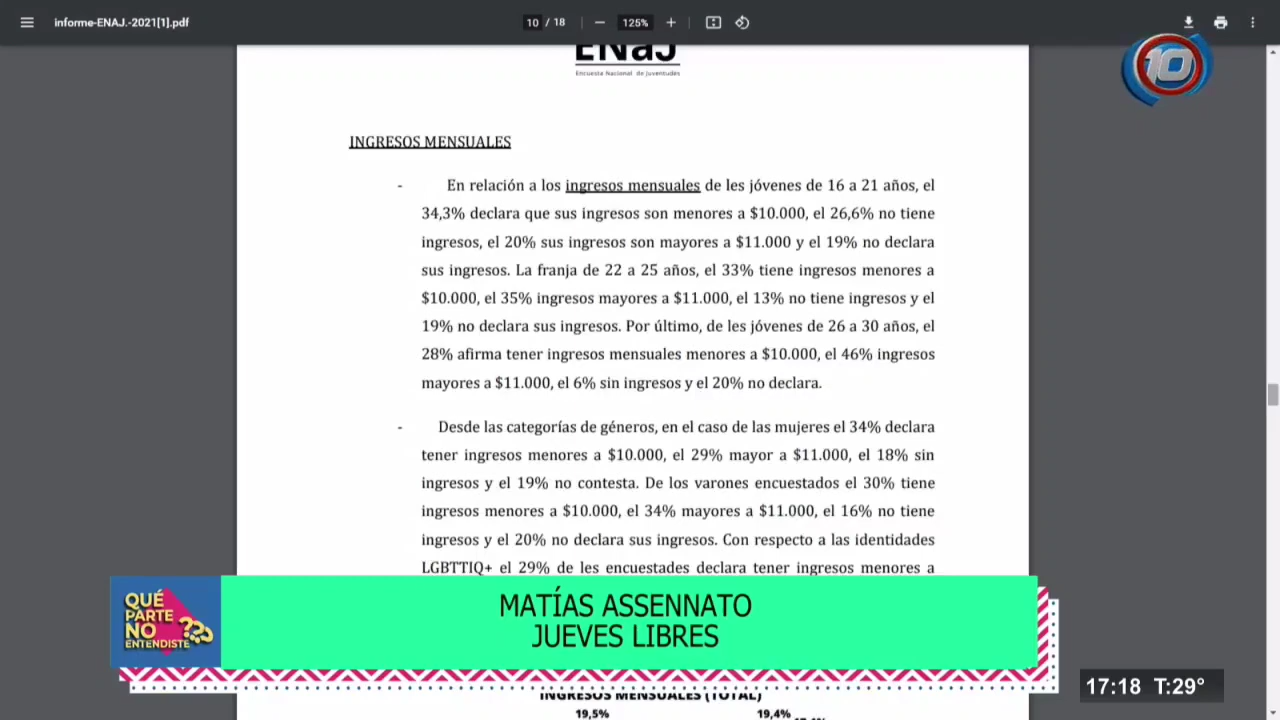 informe-ENAJ.-2021[1].pdf
10 / 18
125%
ENaJ
Encuesta Nacional de Juventudes
10
INGRESOS MENSUALES
- En relación a los ingresos mensuales de les jóvenes de 16 a 21 años, el
34,3% declara que sus ingresos son menores a $10.000, el 26,6% no tiene
ingresos, el 20% sus ingresos son mayores a $11.000 y el 19% no declara
sus ingresos. La franja de 22 a 25 años, el 33% tiene ingresos menores a
$10.000, el 35% ingresos mayores a $11.000, el 13% no tiene ingresos y el
19% no declara sus ingresos. Por último, de les jóvenes de 26 a 30 años, el
28% afirma tener ingresos mensuales menores a $10.000, el 46% ingresos
mayores a $11.000, el 6% sin ingresos y el 20% no declara.
- Desde las categorías de géneros, en el caso de las mujeres el 34% declara
tener ingresos menores a $10.000, el 29% mayor a $11.000, el 18% sin
ingresos y el 19% no contesta. De los varones encuestados el 30% tiene
ingresos menores a $10.000, el 34% mayores a $11.000, el 16% no tiene
ingresos y el 20% no declara sus ingresos. Con respecto a las identidades
LGBTTIQ+ el 29% de les encuestades declara tener ingresos menores a
QUÉ
PARTE
NO
ENTENDISTE
???
MATÍAS ASSENNATO
JUEVES LIBRES
17:18 T:29°
INGRESOS MENSUALES (TOTAL)
19,5%
19,4%